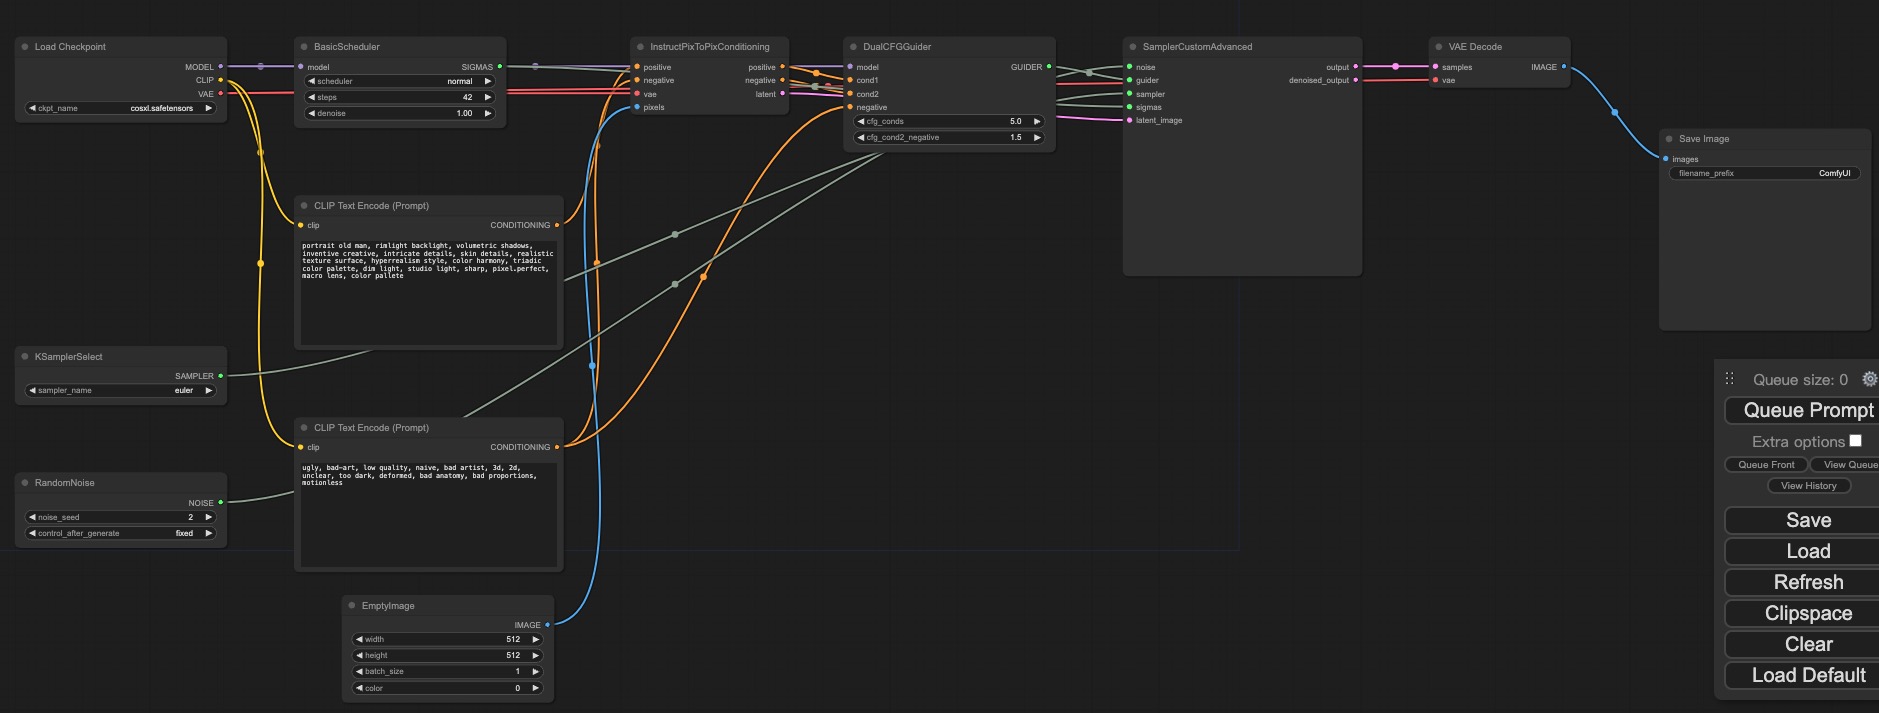 Load Checkpoint
MODEL
CLIP
VAE
ckpt_name cosxl.safetensors
BasicScheduler
model SIGMAS
scheduler normal
steps 42
denoise 1.00
InstructPixToPixConditioning
positive positive
negative negative
vae latent
pixels
DualCFGGuider
model GUIDER
cond1
cond2
negative
cfg_conds 5.0
cfg_cond2_negative 1.5
SamplerCustomAdvanced
noise output
guider denoised_output
sampler
sigmas
latent_image
VAE Decode
samples IMAGE
vae
Save Image
images
filename_prefix ComfyUI
CLIP Text Encode (Prompt)
clip CONDITIONING
portrait old man, rimlight backlight, volumetric shadows,
inventive creative, intricate details, skin details, realistic
texture surface, hyperrealism style, color harmony, triadic
color palette, dim light, studio light, sharp, pixel.perfect,
macro lens, color pallete
KSamplerSelect
SAMPLER
sampler_name euler
CLIP Text Encode (Prompt)
clip CONDITIONING
ugly, bad-art, low quality, naive, bad artist, 3d, 2d,
unclear, too dark, deformed, bad anatomy, bad proportions,
motionless
RandomNoise
NOISE
noise_seed 2
control_after_generate fixed
EmptyImage
IMAGE
width 512
height 512
batch_size 1
color 0
Queue size: 0
Queue Prompt
Extra options
Queue Front View Queue
View History
Save
Load
Refresh
Clipspace
Clear
Load Default